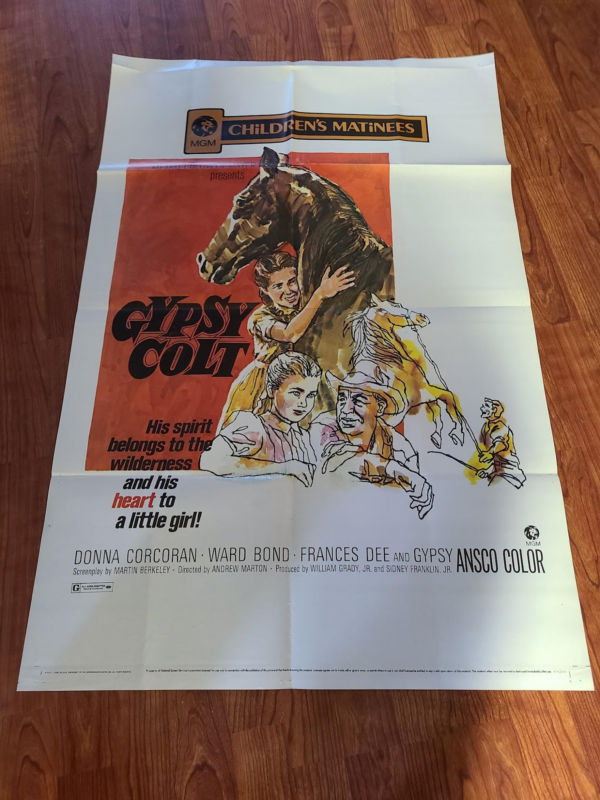 MGM
CHiLDREN'S MATiNEES
presents
GYPSY
COLT
His spirit
belongs to the
wilderness
and his
heart to
a little girl!
MGM
DONNA CORCORAN · WARD BOND · FRANCES DEE AND GYPSY ANSCO COLOR
Screenplay by MARTIN BERKELEY · Directed by ANDREW MARTON · Produced by WILLIAM GRADY, JR. and SIDNEY FRANKLIN, JR.
G